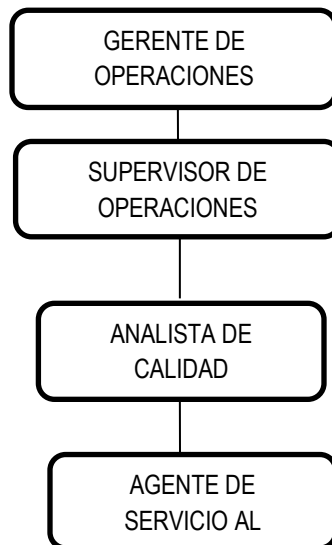 GERENTE DE
OPERACIONES
SUPERVISOR DE
OPERACIONES
ANALISTA DE
CALIDAD
AGENTE DE
SERVICIO AL